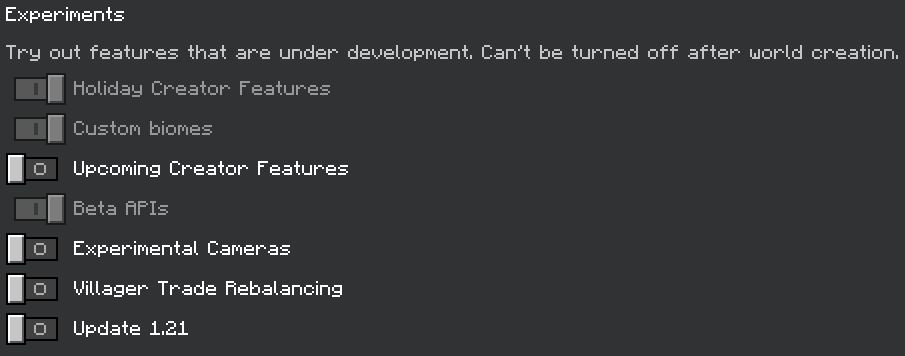 Experiments
Try out features that are under development. Can't be turned off after world creation.
Holiday Creator Features
Custom biomes
Upcoming Creator Features
Beta APIs
Experimental Cameras
Villager Trade Rebalancing
Update 1.21